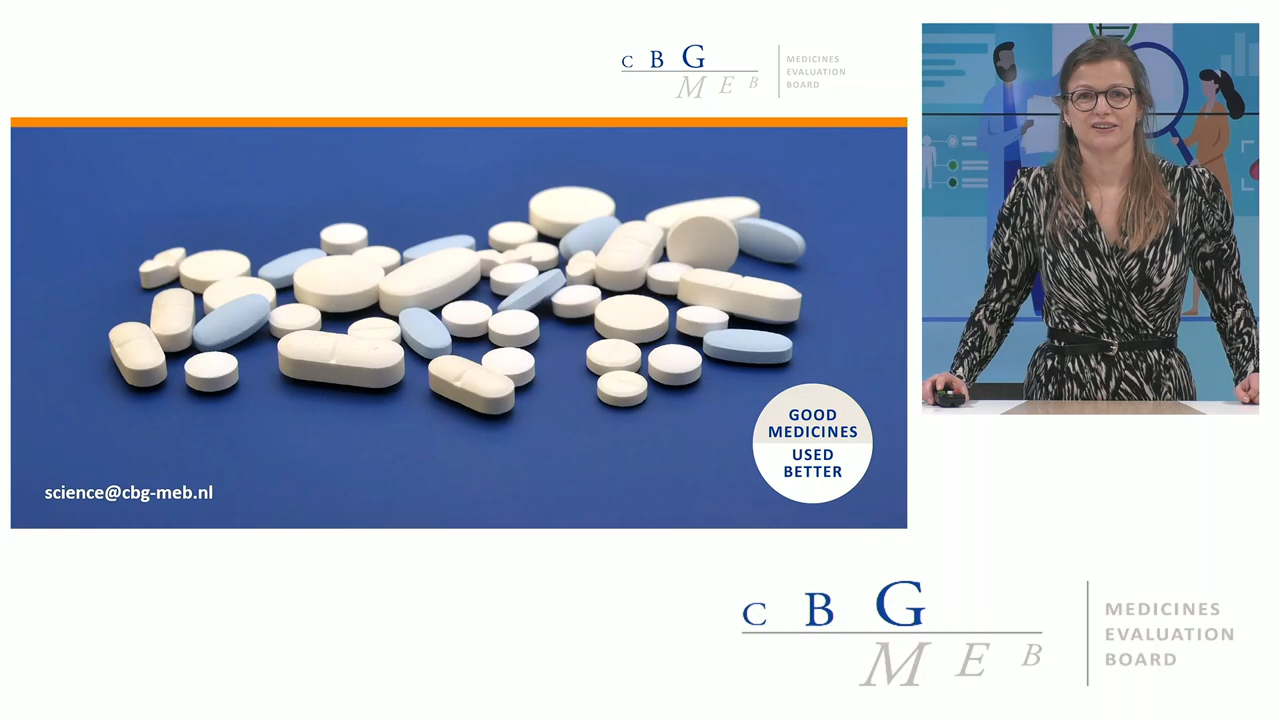 C B G
M E B
MEDICINES
EVALUATION
BOARD
GOOD
MEDICINES
USED
BETTER
science@cbg-meb.nl
C B G
M E B
MEDICINES
EVALUATION
BOARD